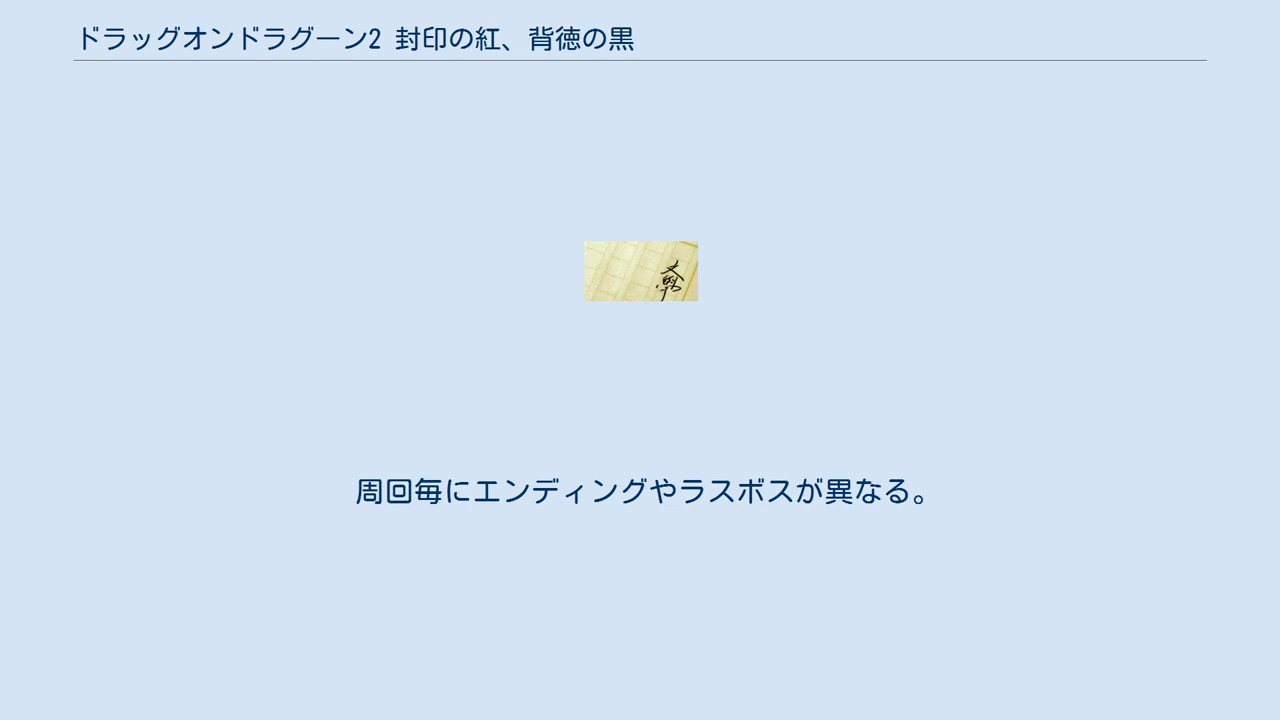 ドラッグオンドラグーン2 封印の紅、背徳の黒
周回毎にエンディングやラスボスが異なる。